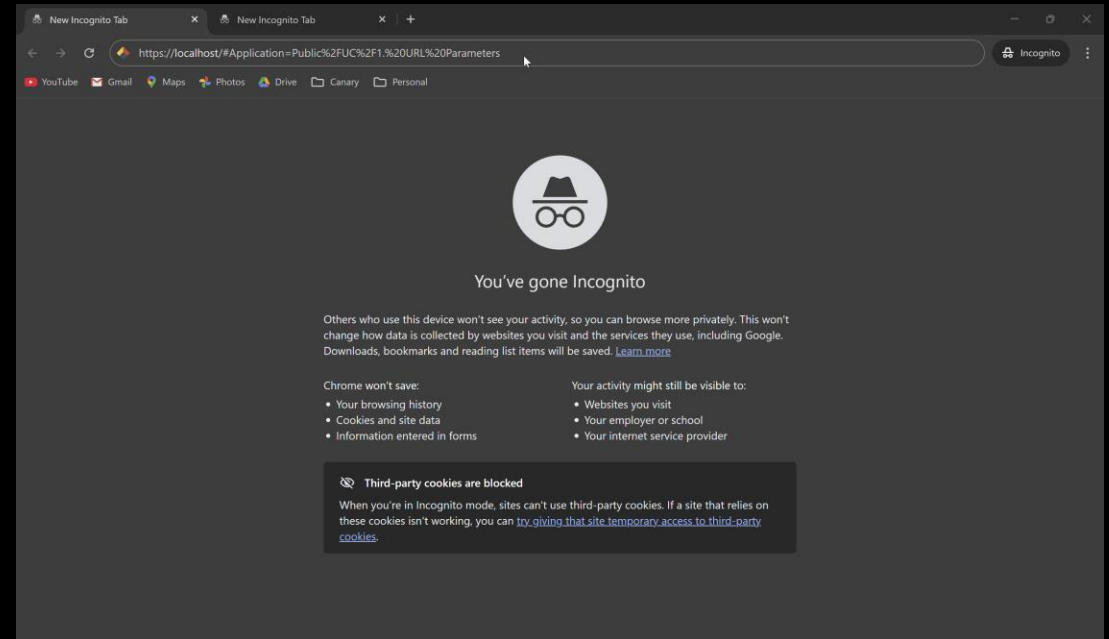 New Incognito Tab
New Incognito Tab
https://localhost/#Application=Public%2FUC%2F1.%20URL%20Parameters
Incognito
YouTube Gmail Maps Photos Drive Canary Personal
You've gone Incognito
Others who use this device won't see your activity, so you can browse more privately. This won't
change how data is collected by websites you visit and the services they use, including Google.
Downloads, bookmarks and reading list items will be saved. Learn more
Chrome won't save:
• Your browsing history
• Cookies and site data
• Information entered in forms
Your activity might still be visible to:
• Websites you visit
• Your employer or school
• Your internet service provider
Third-party cookies are blocked
When you're in Incognito mode, sites can't use third-party cookies. If a site that relies on
these cookies isn't working, you can try giving that site temporary access to third-party
cookies.